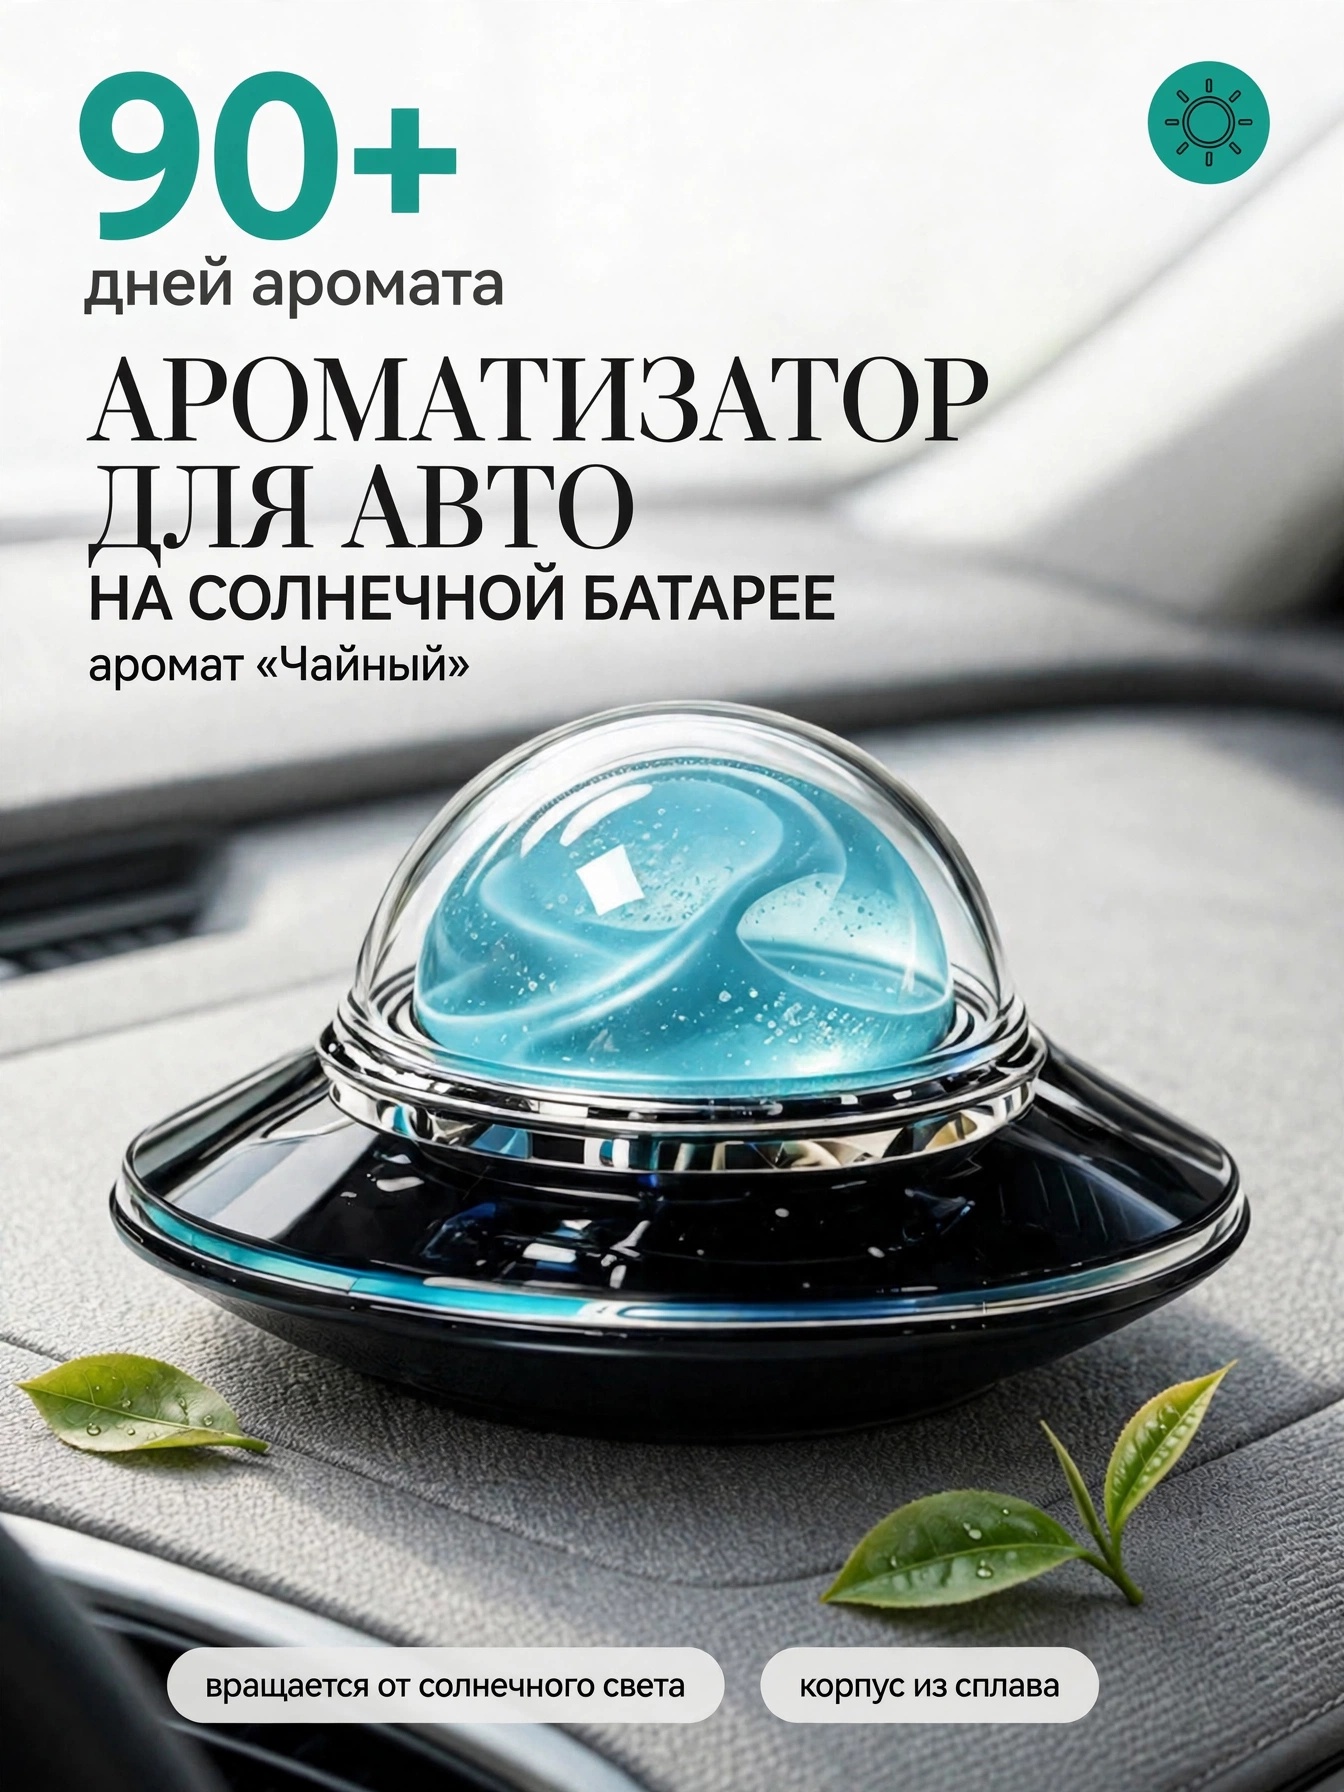 90+
дней аромата
АРОМАТИЗАТОР
ДЛЯ АВТО
НА СОЛНЕЧНОЙ БАТАРЕЕ
аромат «Чайный»
вращается от солнечного света
корпус из сплава